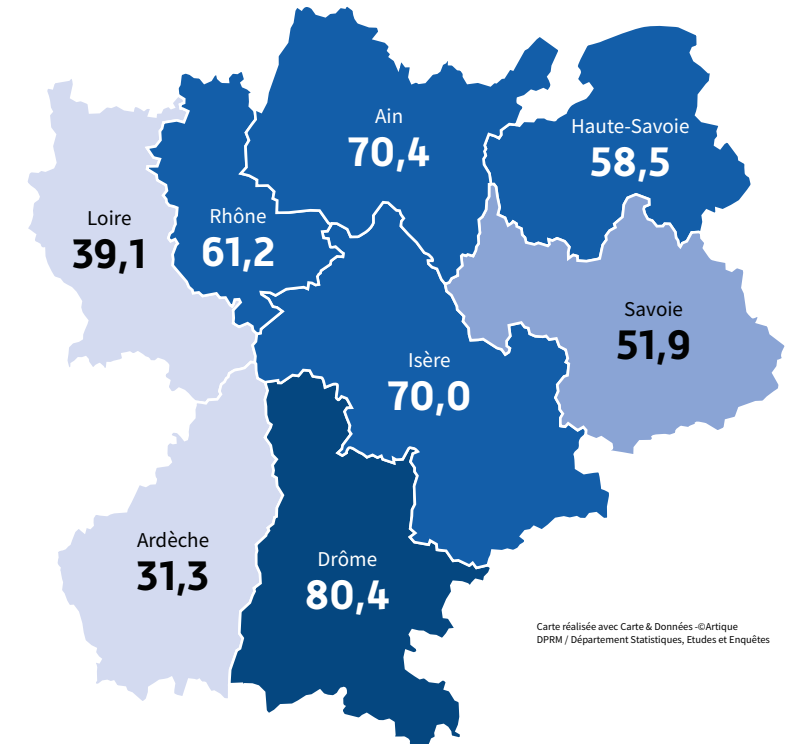 Ain
70,4
Haute-Savoie
58,5
Loire
39,1
Rhône
61,2
Savoie
51,9
Isère
70,0
Ardèche
31,3
Drôme
80,4
Carte réalisée avec Carte & Données -©Artique
DPRM / Département Statistiques, Etudes et Enquêtes